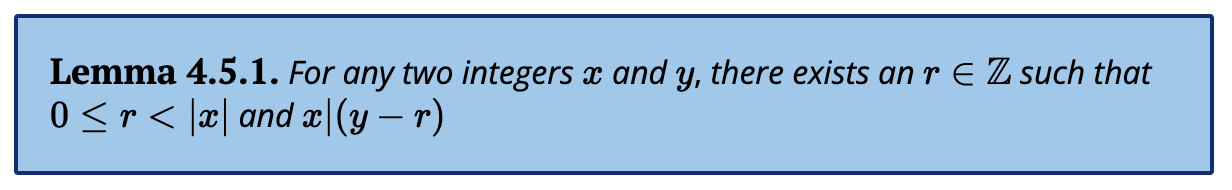 Lemma 4.5.1. For any two integers x and y, there exists an r ∈ ℤ such that
0 ≤ r < |x| and x|(y − r)